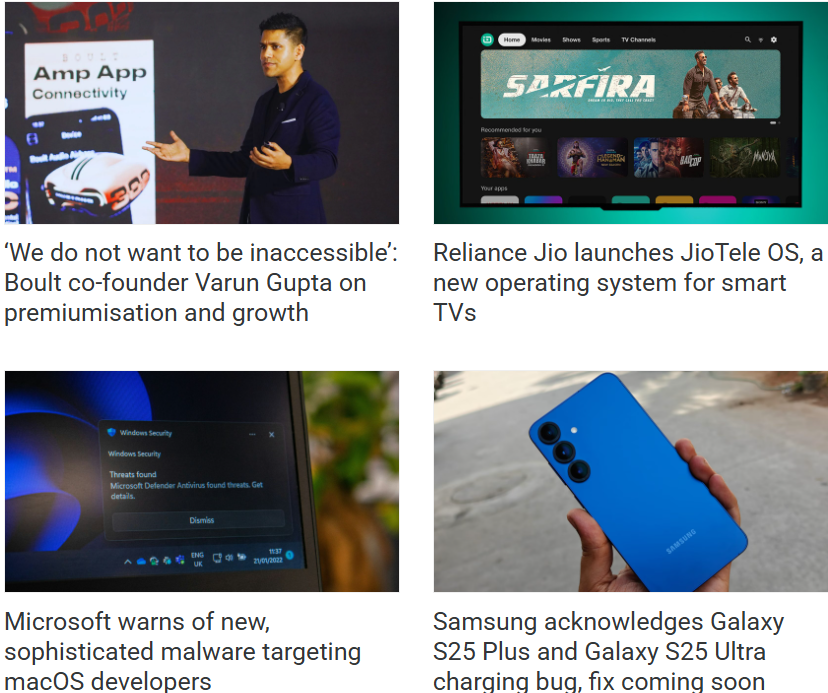 BOULT
Amp App
Connectivity
Device
Home Movies Shows Sports TV Channels
SARFIRA
Recommended for you
Your apps
‘We do not want to be inaccessible’:
Boult co-founder Varun Gupta on
premiumisation and growth
Reliance Jio launches JioTele OS, a
new operating system for smart
TVs
Windows Security
Windows Security
Threats found
Microsoft Defender Antivirus found threats. Get
details.
Dismiss
ENG
UK
11:37
21/01/2022
SAMSUNG
Microsoft warns of new,
sophisticated malware targeting
macOS developers
Samsung acknowledges Galaxy
S25 Plus and Galaxy S25 Ultra
charging bug, fix coming soon